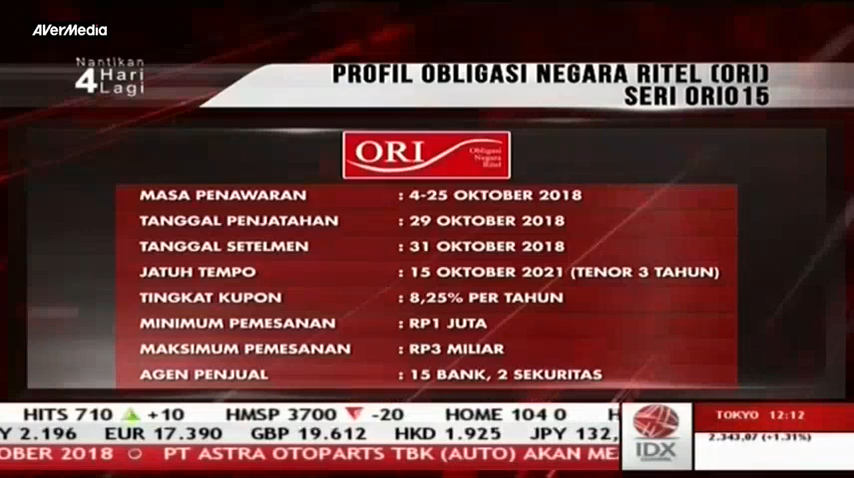 AVerMedia
Nantikan
4 Hari
Lagi
PROFIL OBLIGASI NEGARA RITEL (ORI)
SERI ORI015
ORI
Obligasi
Negara
Ritel
MASA PENAWARAN : 4-25 OKTOBER 2018
TANGGAL PENJATAHAN : 29 OKTOBER 2018
TANGGAL SETELMEN : 31 OKTOBER 2018
JATUH TEMPO : 15 OKTOBER 2021 (TENOR 3 TAHUN)
TINGKAT KUPON : 8,25% PER TAHUN
MINIMUM PEMESANAN : RP1 JUTA
MAKSIMUM PEMESANAN : RP3 MILIAR
AGEN PENJUAL : 15 BANK, 2 SEKURITAS
HITS 710 ▲ +10 HMSP 3700 ▼ -20 HOME 104 0 H
Y 2.196 EUR 17.390 GBP 19.612 HKD 1.925 JPY 132,
OBER 2018 PT ASTRA OTOPARTS TBK (AUTO) AKAN ME
IDX
CHANNEL
TOKYO 12:12
2.343,07 (+1.31%)